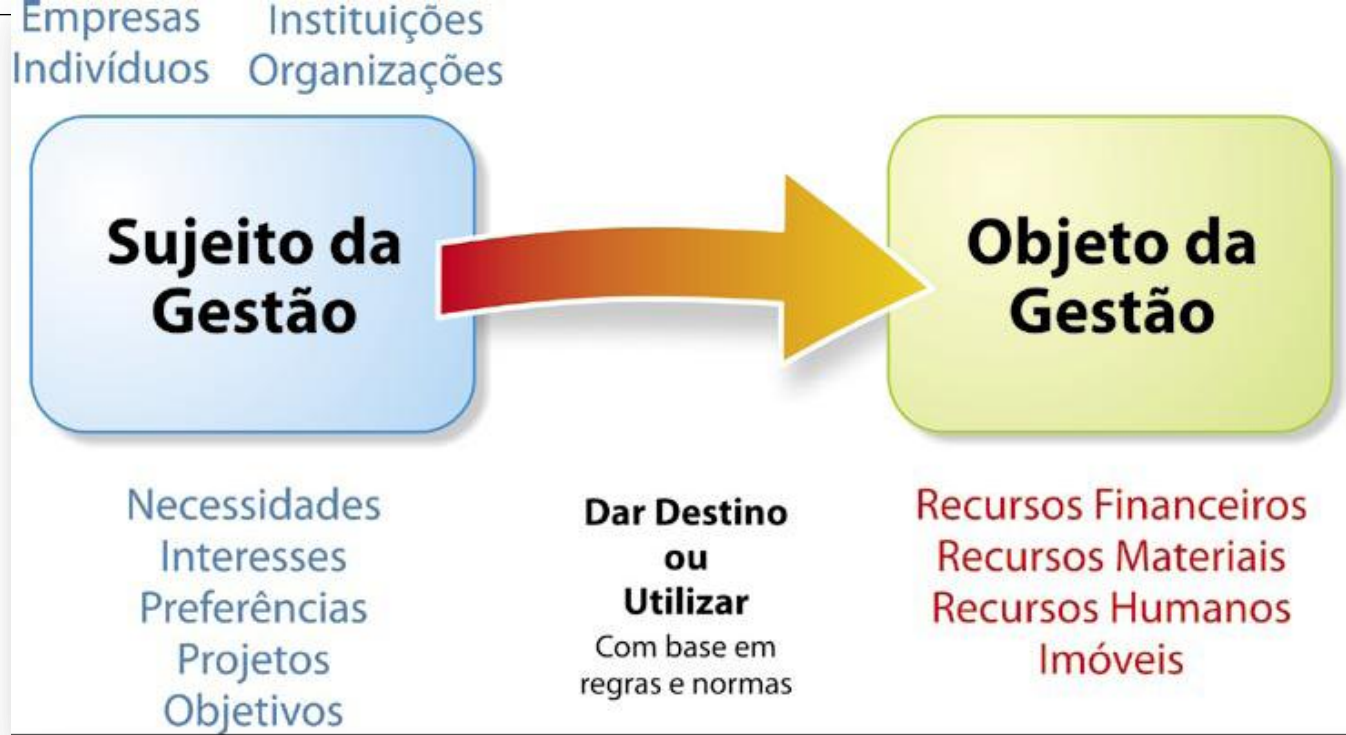 Empresas Instituições
Indivíduos Organizações
Sujeito da
Gestão
Objeto da
Gestão
Necessidades
Interesses
Preferências
Projetos
Objetivos
Dar Destino
ou
Utilizar
Com base em
regras e normas
Recursos Financeiros
Recursos Materiais
Recursos Humanos
Imóveis